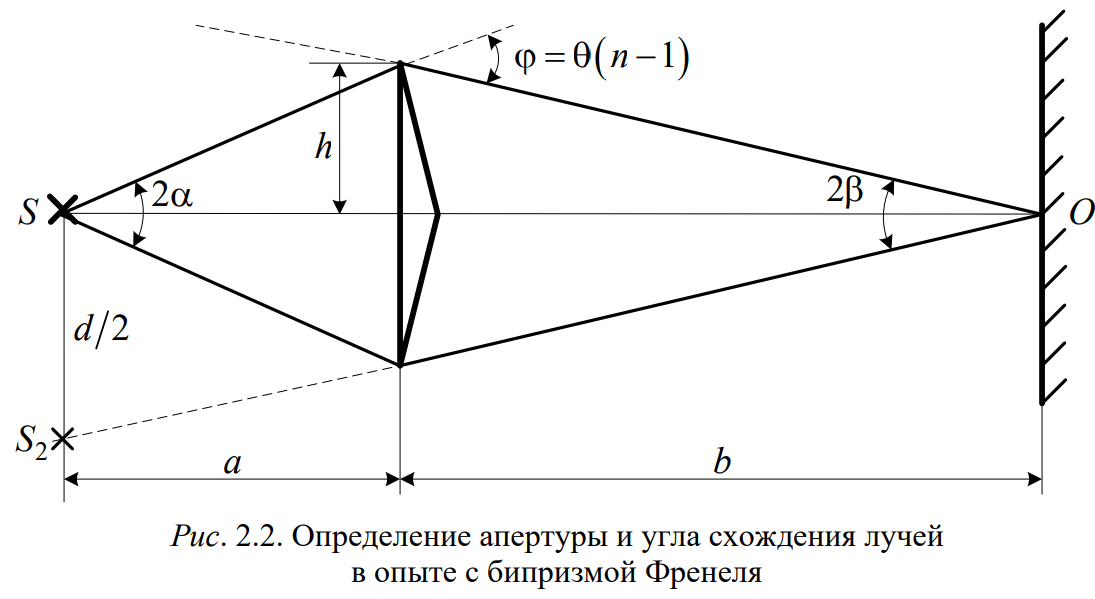 φ = θ(n − 1)
h
S
2α
2β
O
d/2
S₂
a
b
Рис. 2.2. Определение апертуры и угла схождения лучей
в опыте с бипризмой Френеля